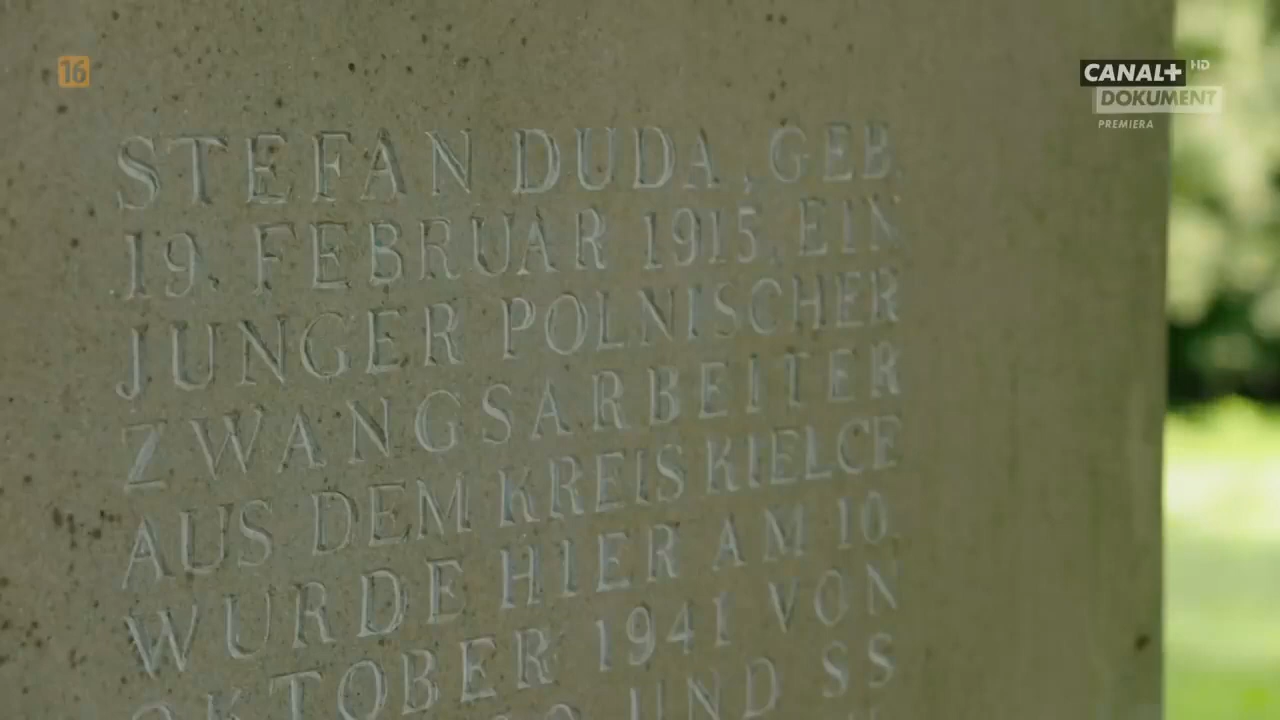 16
CANAL+ HD
DOKUMENT
PREMIERA
STEFAN DUDA, GEB.
19. FEBRUAR 1915, EIN
JUNGER POLNISCHER
ZWANGSARBEITER
AUS DEM KREIS KIELCE
WURDE HIER AM 10.
OKTOBER 1941 VON
UND SS